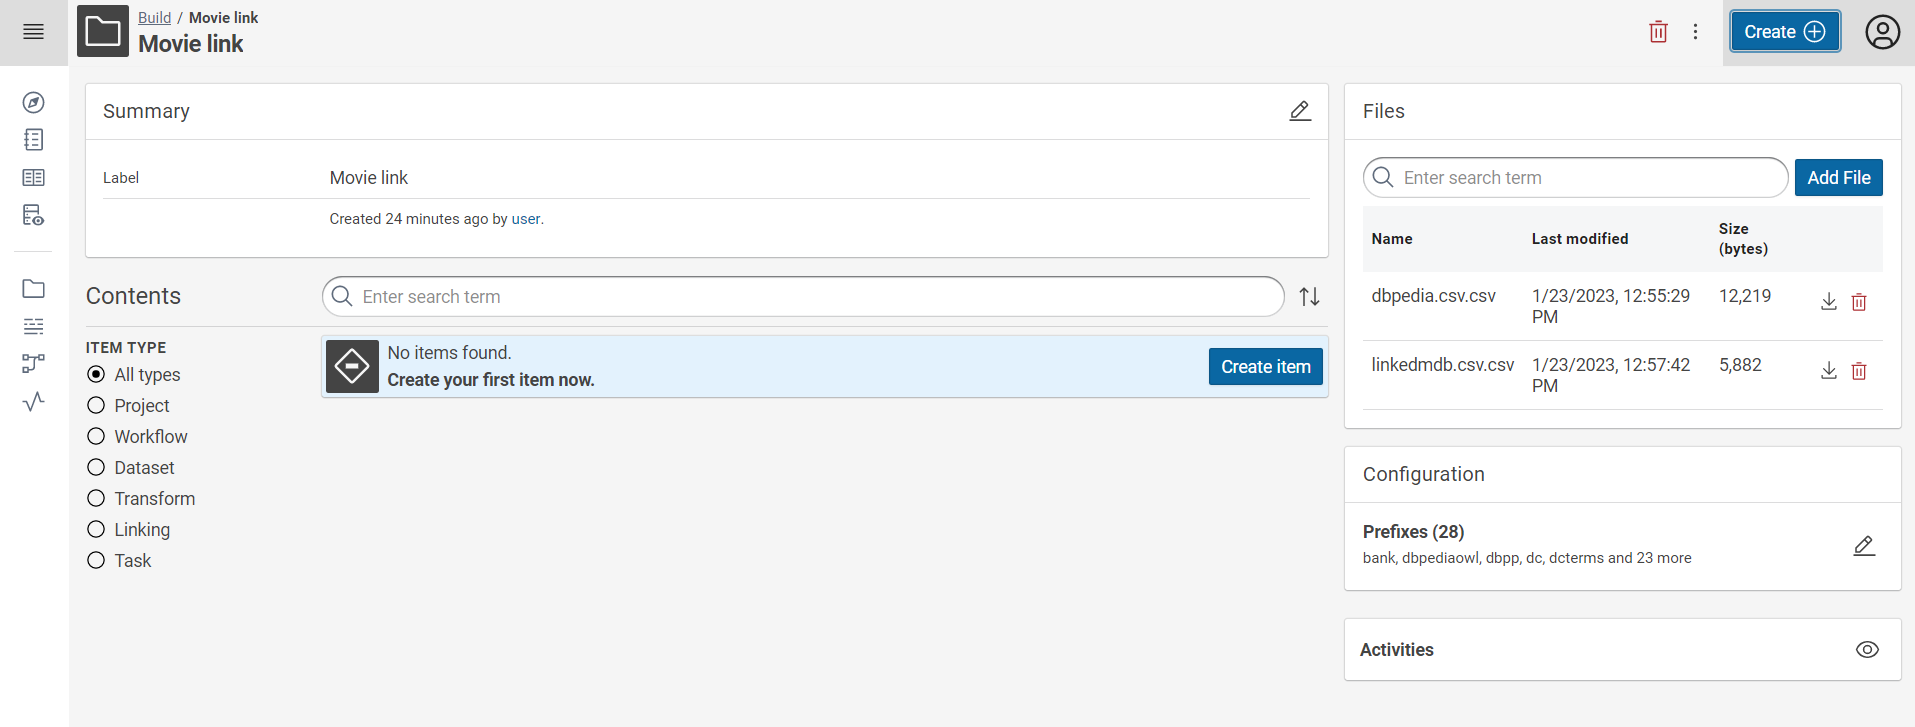 Build / Movie link
Movie link
Create
Summary
Label
Movie link
Created 24 minutes ago by user.
Contents
Enter search term
ITEM TYPE
All types
Project
Workflow
Dataset
Transform
Linking
Task
No items found.
Create your first item now.
Create item
Files
Enter search term
Add File
Name
Last modified
Size
(bytes)
dbpedia.csv.csv
1/23/2023, 12:55:29
PM
12,219
linkedmdb.csv.csv
1/23/2023, 12:57:42
PM
5,882
Configuration
Prefixes (28)
bank, dbpediaowl, dbpp, dc, dcterms and 23 more
Activities